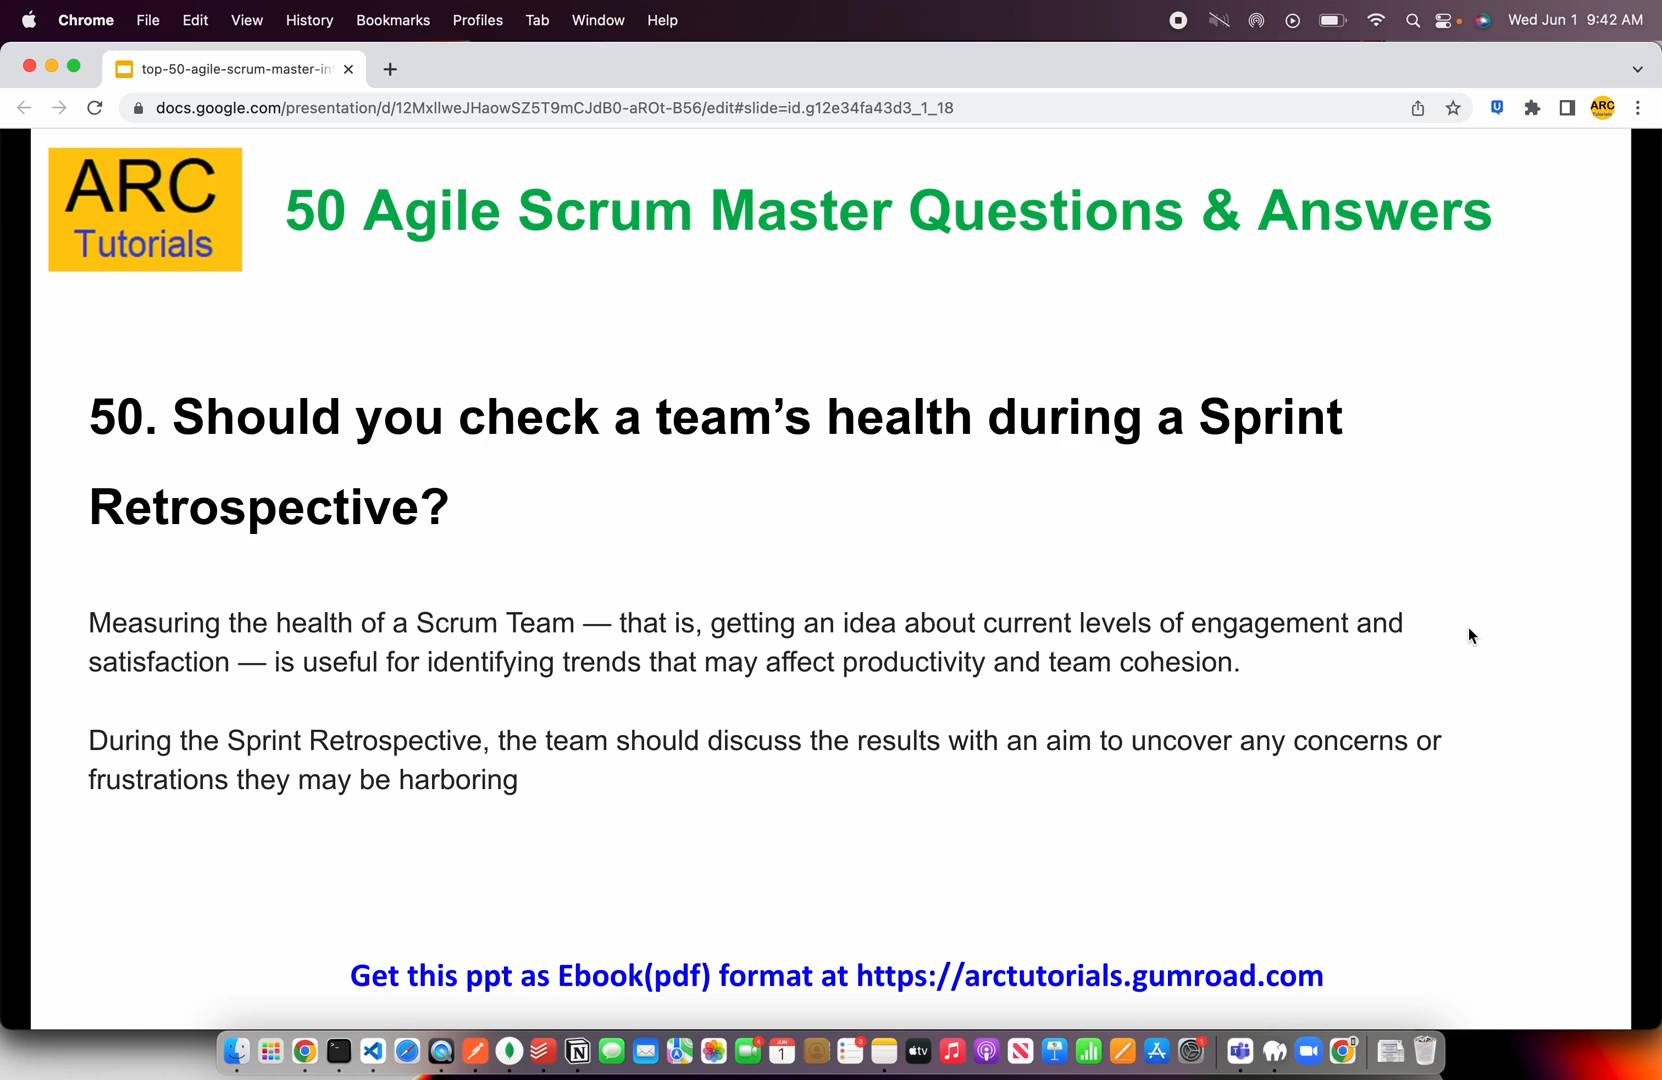 Chrome File Edit View History Bookmarks Profiles Tab Window Help Wed Jun 1 9:42 AM
top-50-agile-scrum-master-in
docs.google.com/presentation/d/12MxllweJHaowSZ5T9mCJdB0-aROt-B56/edit#slide=id.g12e34fa43d3_1_18
ARC
Tutorials
50 Agile Scrum Master Questions & Answers
50. Should you check a team’s health during a Sprint
Retrospective?
Measuring the health of a Scrum Team — that is, getting an idea about current levels of engagement and
satisfaction — is useful for identifying trends that may affect productivity and team cohesion.
During the Sprint Retrospective, the team should discuss the results with an aim to uncover any concerns or
frustrations they may be harboring
Get this ppt as Ebook(pdf) format at https://arctutorials.gumroad.com